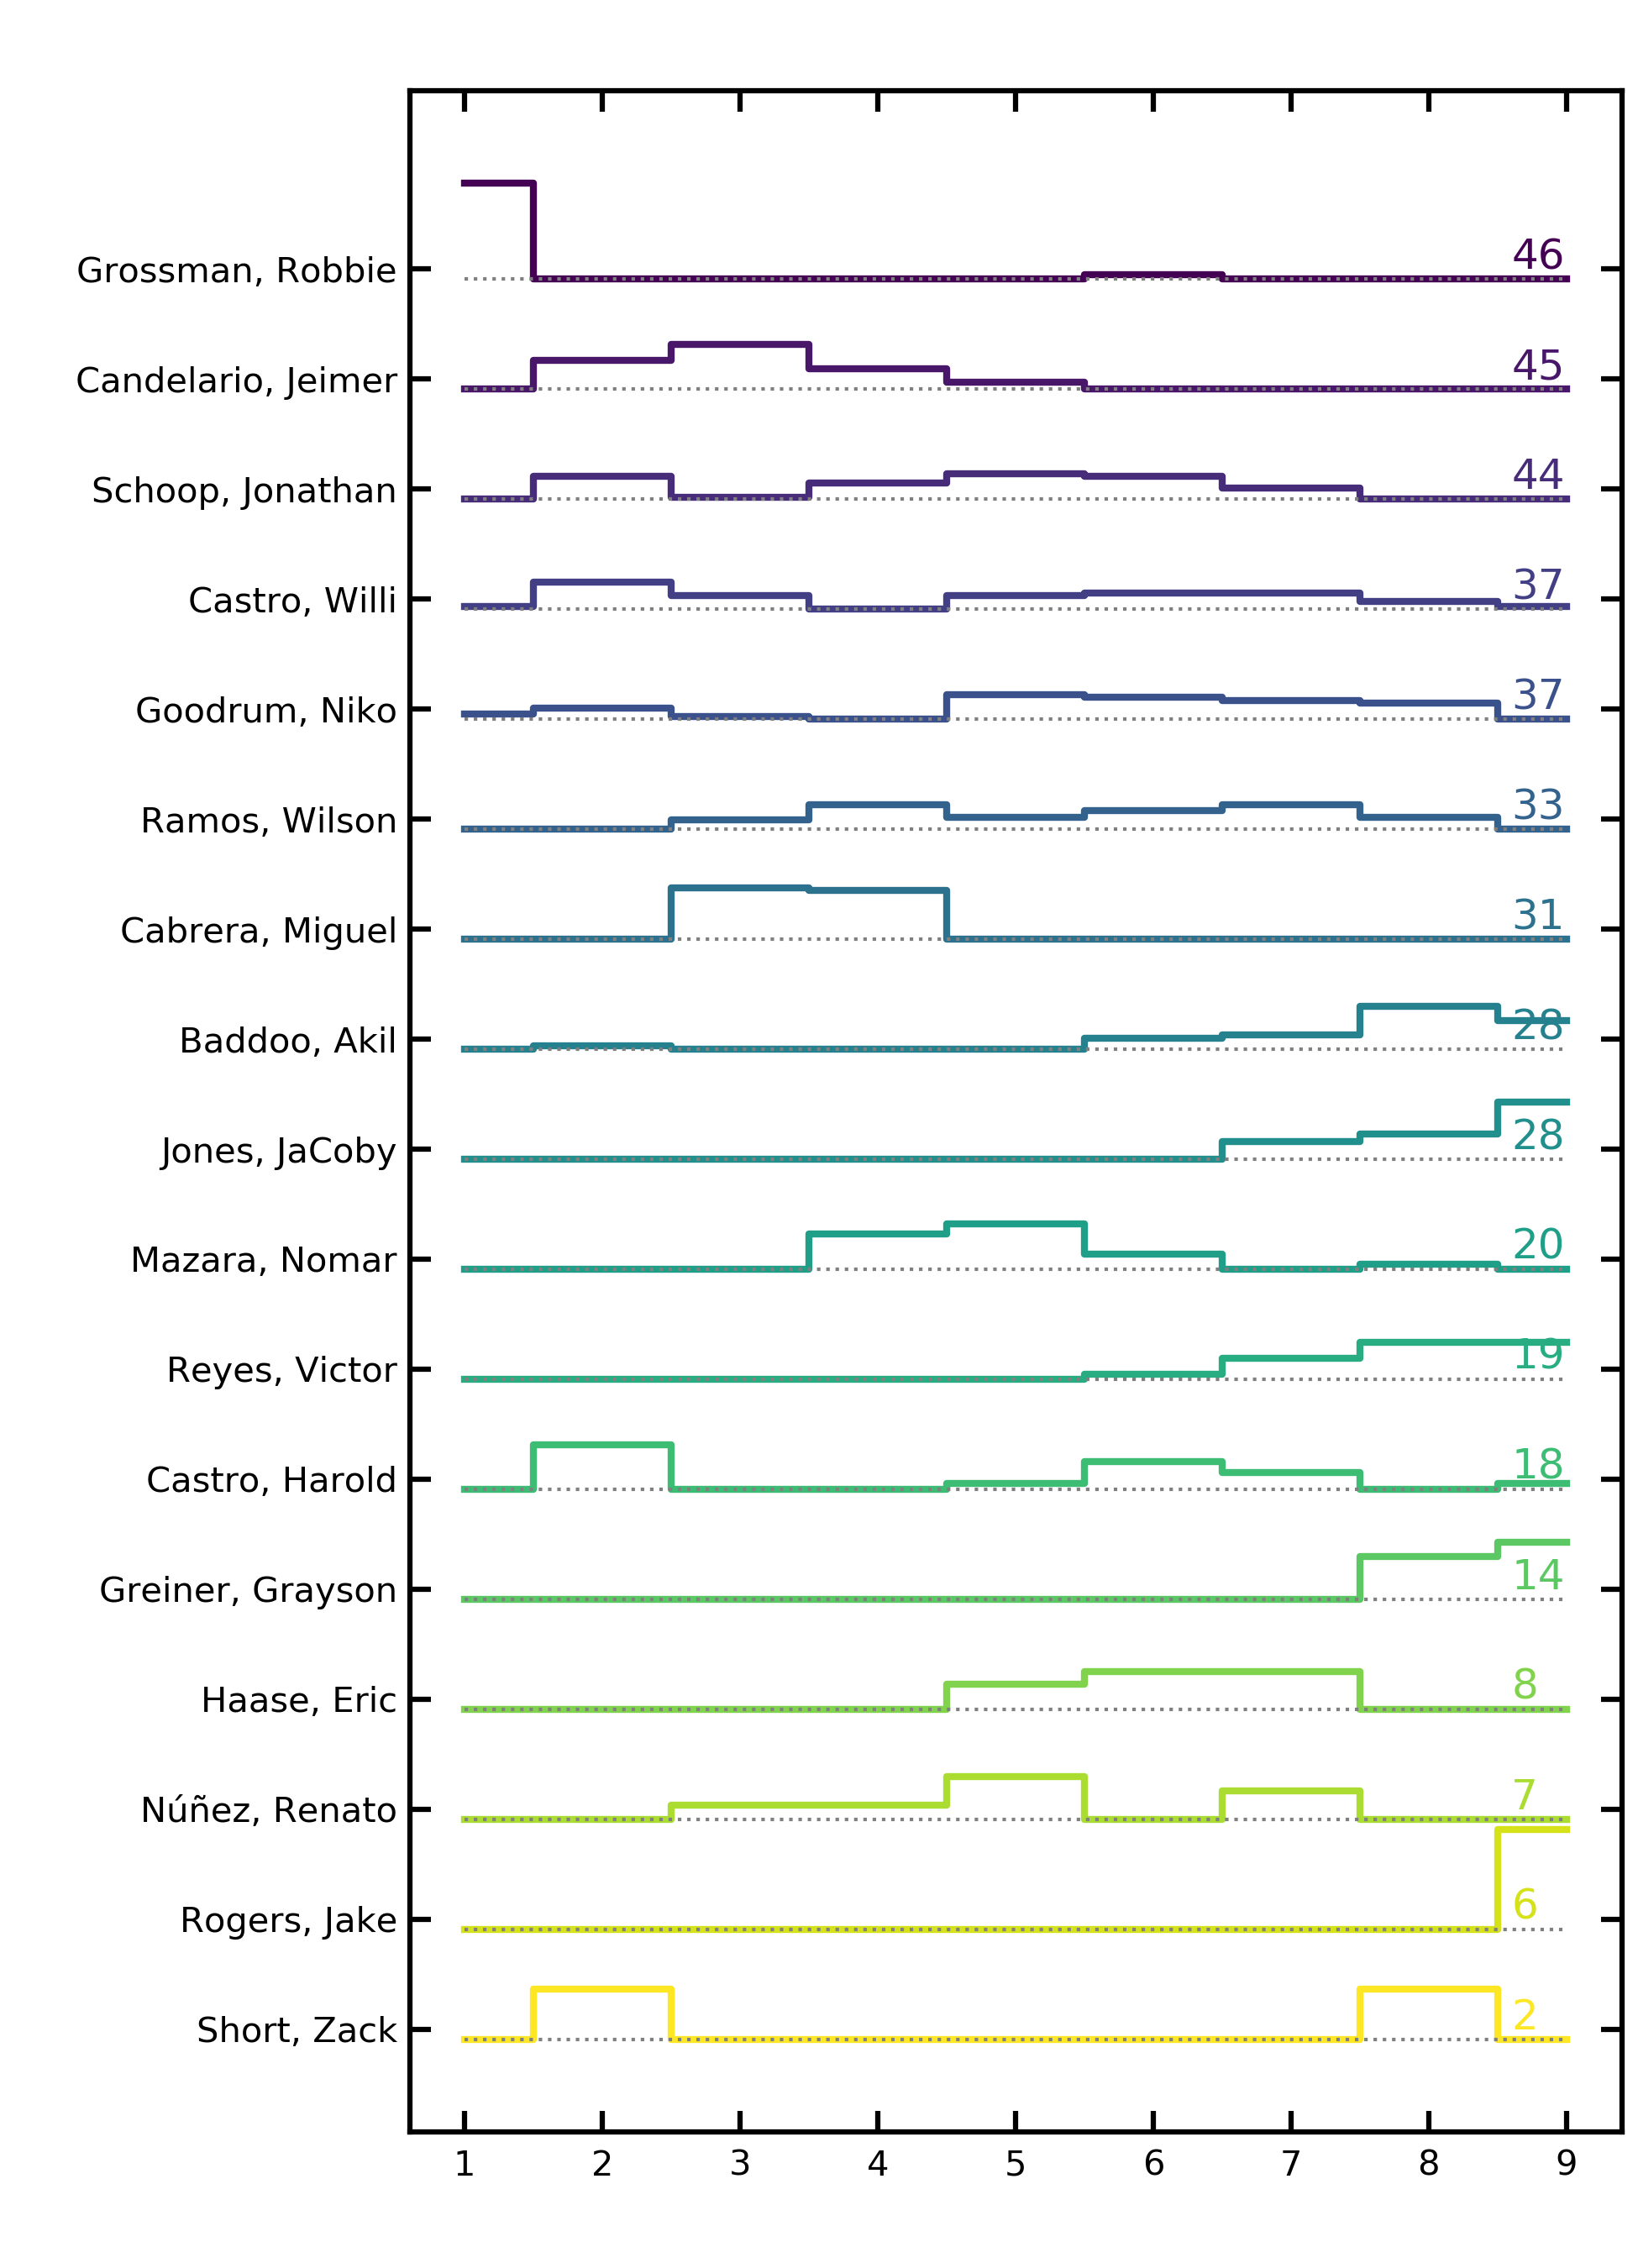 Grossman, Robbie 46
Candelario, Jeimer 45
Schoop, Jonathan 44
Castro, Willi 37
Goodrum, Niko 37
Ramos, Wilson 33
Cabrera, Miguel 31
Baddoo, Akil 28
Jones, JaCoby 28
Mazara, Nomar 20
Reyes, Victor 19
Castro, Harold 18
Greiner, Grayson 14
Haase, Eric 8
Núñez, Renato 7
Rogers, Jake 6
Short, Zack 2
1 2 3 4 5 6 7 8 9